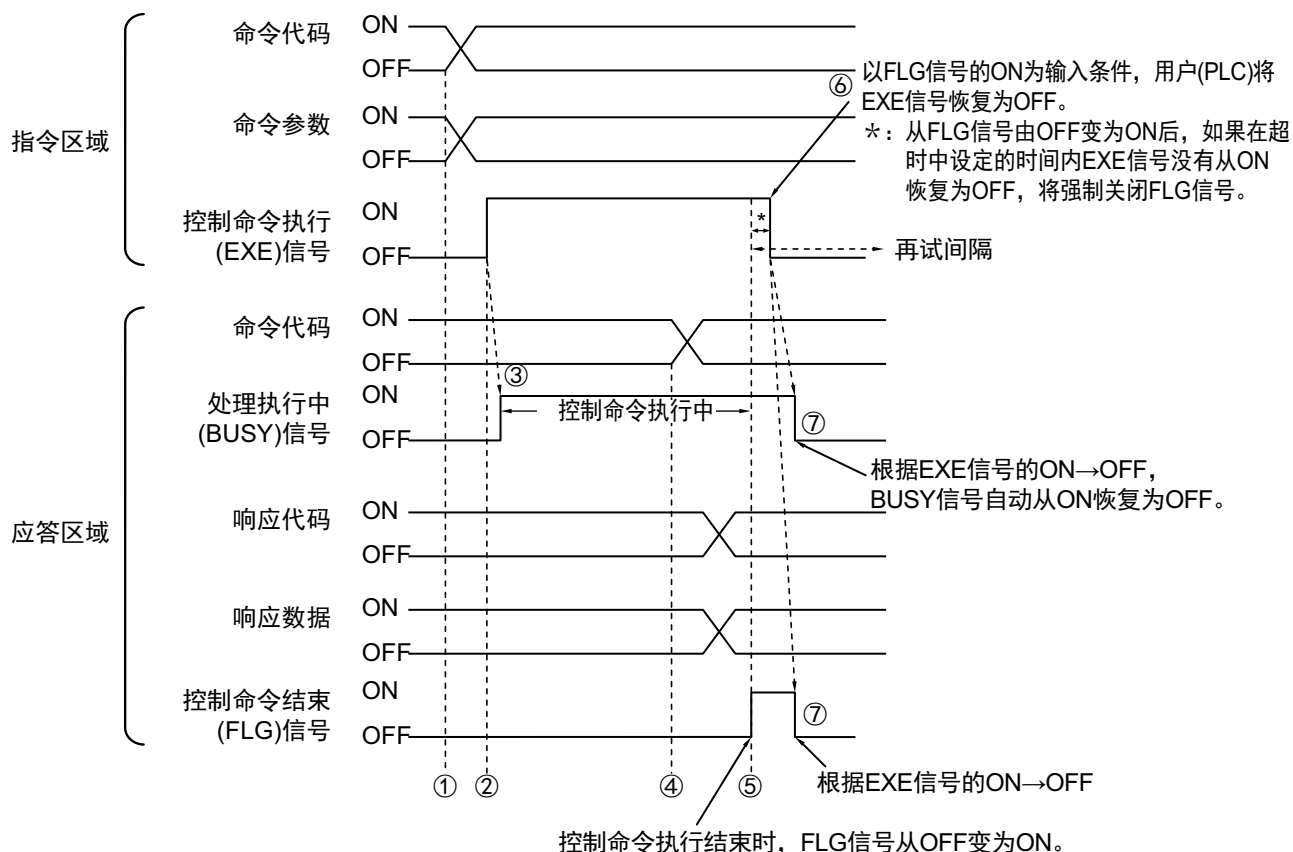 指令区域
命令代码
ON
OFF
命令参数
ON
OFF
控制命令执行
(EXE)信号
ON
OFF
*
⑥
以FLG信号的ON为输入条件，用户(PLC)将
EXE信号恢复为OFF。
＊：从FLG信号由OFF变为ON后，如果在超
时中设定的时间内EXE信号没有从ON
恢复为OFF，将强制关闭FLG信号。
再试间隔
应答区域
命令代码
ON
OFF
处理执行中
(BUSY)信号
ON
OFF
③
控制命令执行中
⑦
根据EXE信号的ON→OFF，
BUSY信号自动从ON恢复为OFF。
响应代码
ON
OFF
响应数据
ON
OFF
控制命令结束
(FLG)信号
ON
OFF
⑦
① ② ④ ⑤
根据EXE信号的ON→OFF
控制命令执行结束时，FLG信号从OFF变为ON。